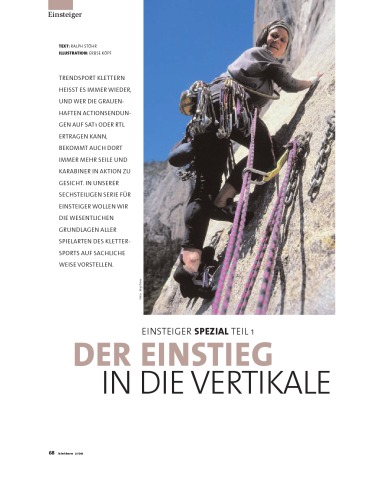 Einsteiger
TEXT: RALPH STÖHR
ILLUSTRATION: GEORG SOJER
TRENDSPORT KLETTERN
HEISST ES IMMER WIEDER,
UND WER DIE GRAUEN-
HAFTEN ACTIONSENDUN-
GEN AUF SAT1 ODER RTL
ERTRAGEN KANN,
BEKOMMT AUCH DORT
IMMER MEHR SEILE UND
KARABINER IN AKTION ZU
GESICHT. IN UNSERER
SECHSTEILIGEN SERIE FÜR
EINSTEIGER WOLLEN WIR
DIE WESENTLICHEN
GRUNDLAGEN ALLER
SPIELARTEN DES KLETTER-
SPORTS AUF SACHLICHE
WEISE VORSTELLEN.
EINSTEIGER SPEZIAL TEIL 1
DER EINSTIEG
IN DIE VERTIKALE
68 klettern